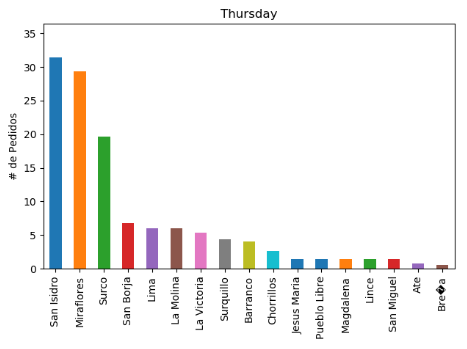 Thursday
# de Pedidos
35
30
25
20
15
10
5
0
San Isidro
Miraflores
Surco
San Borja
Lima
La Molina
La Victoria
Surquillo
Barranco
Chorrillos
Jesus Maria
Pueblo Libre
Magdalena
Lince
San Miguel
Ate
Bre�a